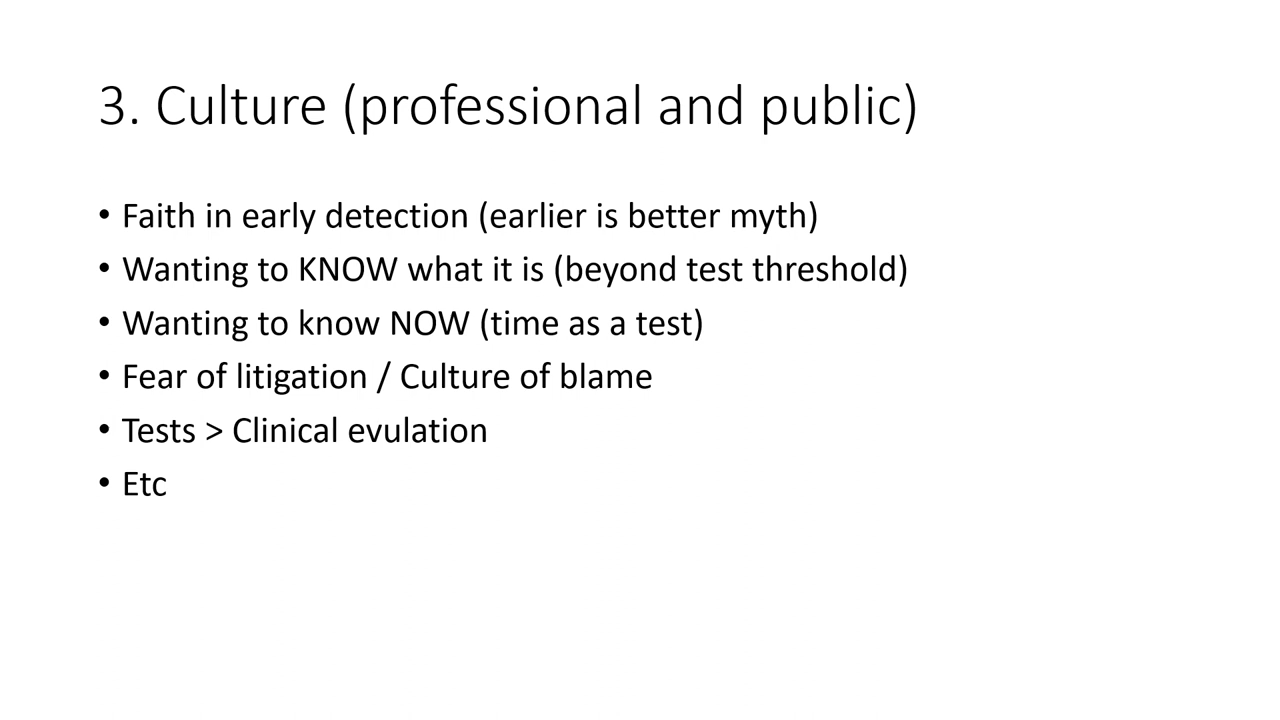 3. Culture (professional and public)
• Faith in early detection (earlier is better myth)
• Wanting to KNOW what it is (beyond test threshold)
• Wanting to know NOW (time as a test)
• Fear of litigation / Culture of blame
• Tests > Clinical evulation
• Etc